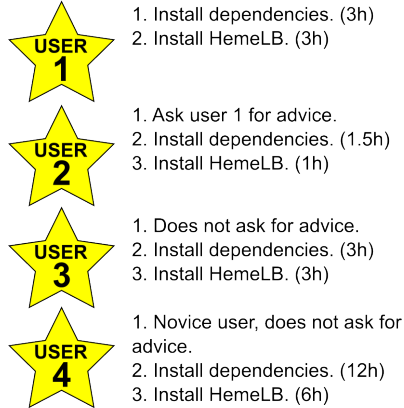 USER
1
1. Install dependencies. (3h)
2. Install HemeLB. (3h)
USER
2
1. Ask user 1 for advice.
2. Install dependencies. (1.5h)
3. Install HemeLB. (1h)
USER
3
1. Does not ask for advice.
2. Install dependencies. (3h)
3. Install HemeLB. (3h)
USER
4
1. Novice user, does not ask for
advice.
2. Install dependencies. (12h)
3. Install HemeLB. (6h)